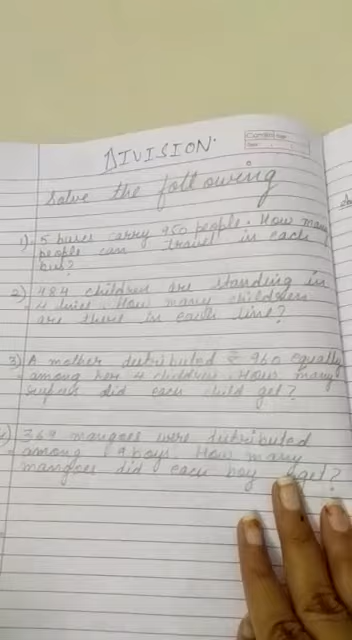 DIVISION.
Solve the following
1). 5 buses carry 950 people. How many
people can travel in each
bus?
2) 484 children are standing in
4 lines. How many children
are there in each line?
3) A mother distributed ₹ 960 equally
among her 4 children. How many
rupees did each child get?
369 mangoes were distributed
among 9 boys. How many
mangoes did each boy get?